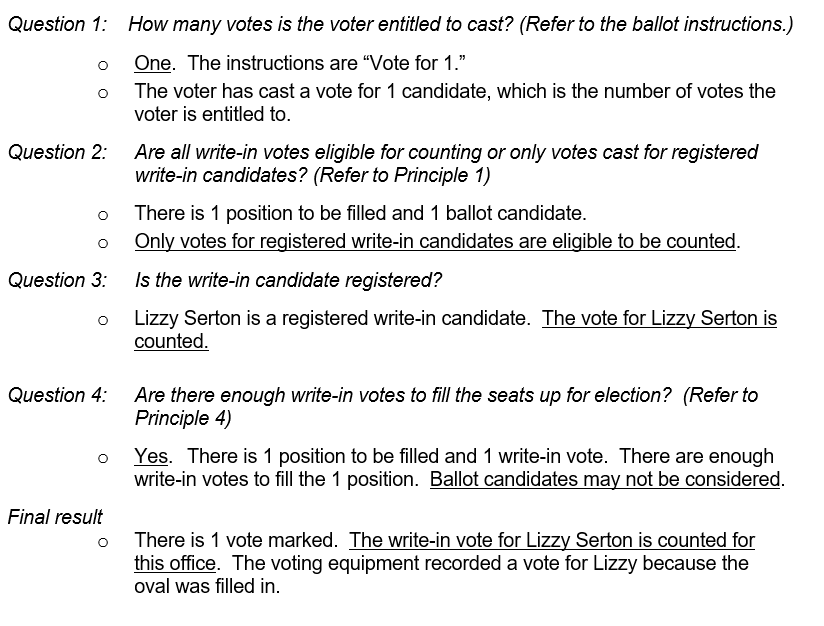 Question 1: How many votes is the voter entitled to cast? (Refer to the ballot instructions.)
o One. The instructions are “Vote for 1.”
o The voter has cast a vote for 1 candidate, which is the number of votes the
voter is entitled to.
Question 2: Are all write-in votes eligible for counting or only votes cast for registered
write-in candidates? (Refer to Principle 1)
o There is 1 position to be filled and 1 ballot candidate.
o Only votes for registered write-in candidates are eligible to be counted.
Question 3: Is the write-in candidate registered?
o Lizzy Serton is a registered write-in candidate. The vote for Lizzy Serton is
counted.
Question 4: Are there enough write-in votes to fill the seats up for election? (Refer to
Principle 4)
o Yes. There is 1 position to be filled and 1 write-in vote. There are enough
write-in votes to fill the 1 position. Ballot candidates may not be considered.
Final result
o There is 1 vote marked. The write-in vote for Lizzy Serton is counted for
this office. The voting equipment recorded a vote for Lizzy because the
oval was filled in.